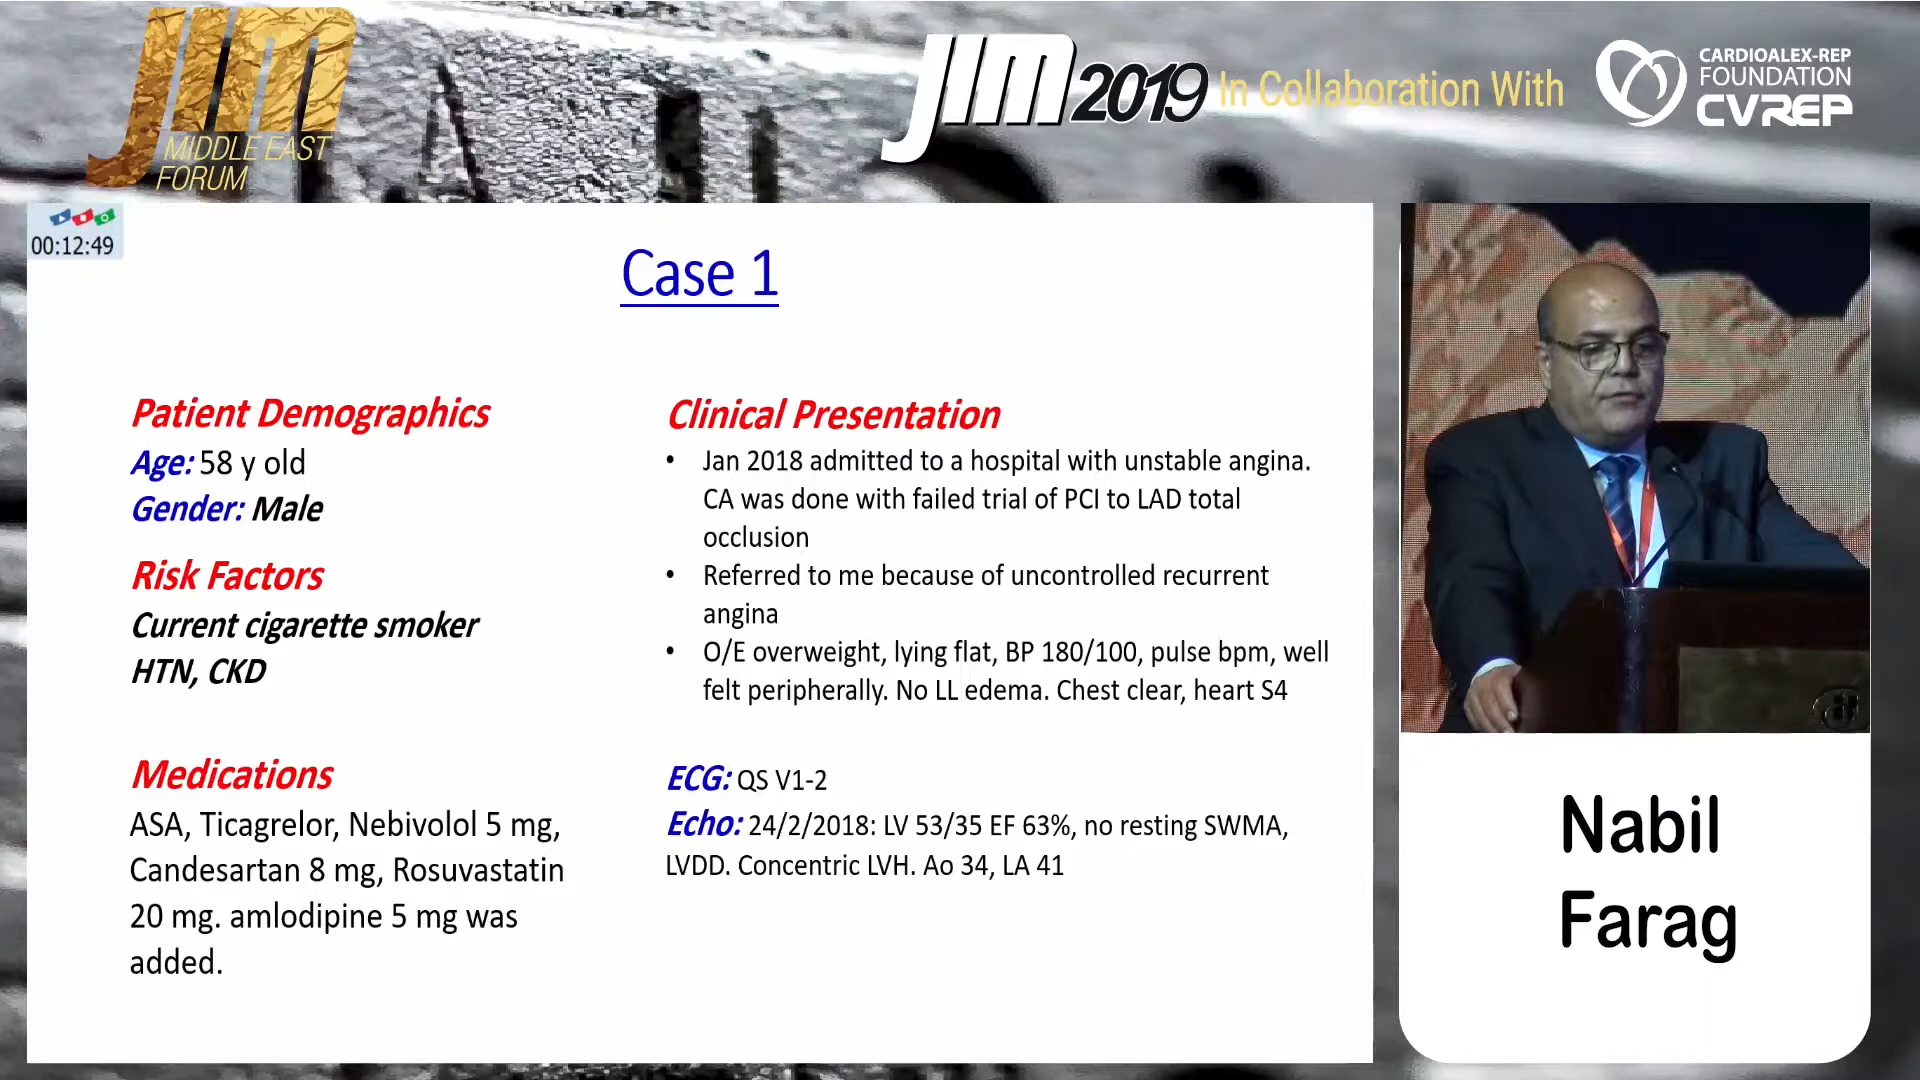 JIM
MIDDLE EAST
FORUM
JIM 2019 In Collaboration With
CARDIOALEX-REP
FOUNDATION
CVREP
00:12:49
Case 1
Patient Demographics
Age: 58 y old
Gender: Male
Risk Factors
Current cigarette smoker
HTN, CKD
Medications
ASA, Ticagrelor, Nebivolol 5 mg,
Candesartan 8 mg, Rosuvastatin
20 mg. amlodipine 5 mg was
added.
Clinical Presentation
• Jan 2018 admitted to a hospital with unstable angina.
CA was done with failed trial of PCI to LAD total
occlusion
• Referred to me because of uncontrolled recurrent
angina
• O/E overweight, lying flat, BP 180/100, pulse bpm, well
felt peripherally. No LL edema. Chest clear, heart S4
ECG: QS V1-2
Echo: 24/2/2018: LV 53/35 EF 63%, no resting SWMA,
LVDD. Concentric LVH. Ao 34, LA 41
Nabil
Farag